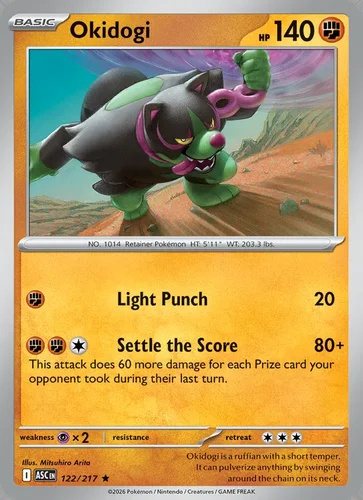 BASIC
Okidogi
HP 140
NO. 1014 Retainer Pokémon HT: 5'11" WT: 203.3 lbs.
Light Punch 20
Settle the Score 80+
This attack does 60 more damage for each Prize card your
opponent took during their last turn.
weakness ×2 resistance retreat
Illus. Mitsuhiro Arita
I ASC EN 122/217 ★
Okidogi is a ruffian with a short temper.
It can pulverize anything by swinging
around the chain on its neck.
©2026 Pokémon / Nintendo / Creatures / GAME FREAK